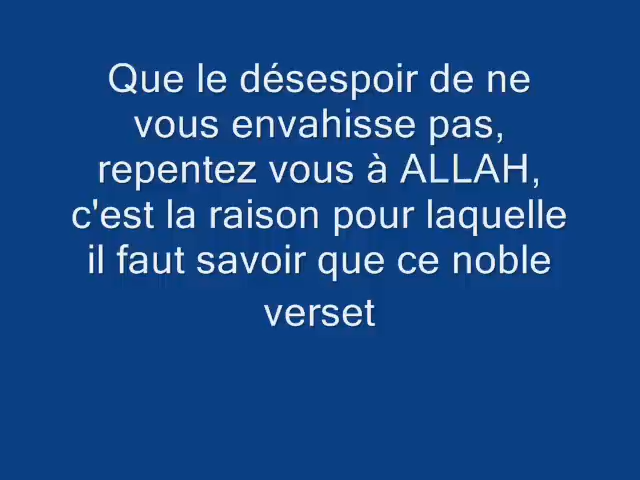 Que le désespoir de ne
vous envahisse pas,
repentez vous à ALLAH,
c'est la raison pour laquelle
il faut savoir que ce noble
verset